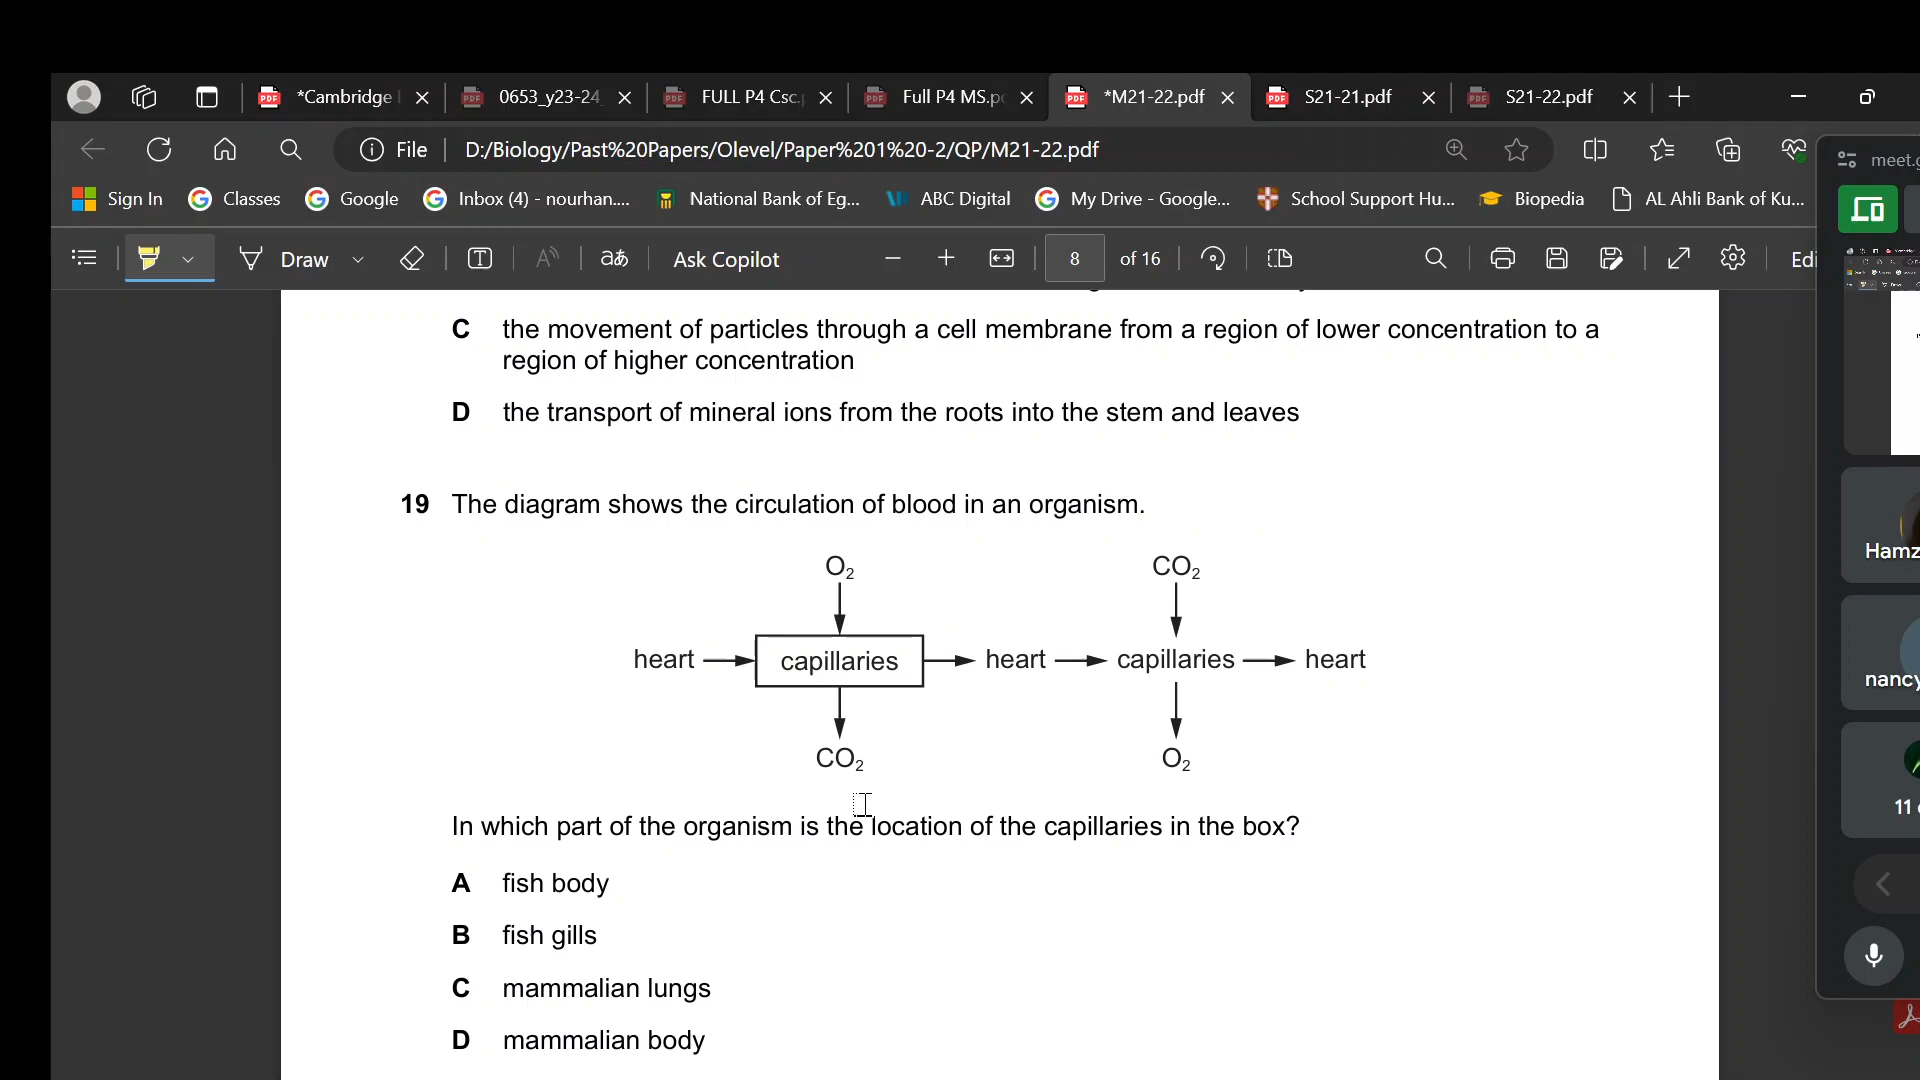 *Cambridge
0653_y23-24
FULL P4 Csc.
Full P4 MS.p
*M21-22.pdf
S21-21.pdf
S21-22.pdf
File
D:/Biology/Past%20Papers/Olevel/Paper%201%20-2/QP/M21-22.pdf
meet.g
Sign In
Classes
Google
Inbox (4) - nourhan....
National Bank of Eg...
ABC Digital
My Drive - Google...
School Support Hu...
Biopedia
AL Ahli Bank of Ku...
Draw
aあ
Ask Copilot
8
of 16
Edi
C the movement of particles through a cell membrane from a region of lower concentration to a
region of higher concentration
D the transport of mineral ions from the roots into the stem and leaves
19 The diagram shows the circulation of blood in an organism.
O2 CO2
heart capillaries heart capillaries heart
CO2 O2
In which part of the organism is the location of the capillaries in the box?
A fish body
B fish gills
C mammalian lungs
D mammalian body
Hamz
nancy
11